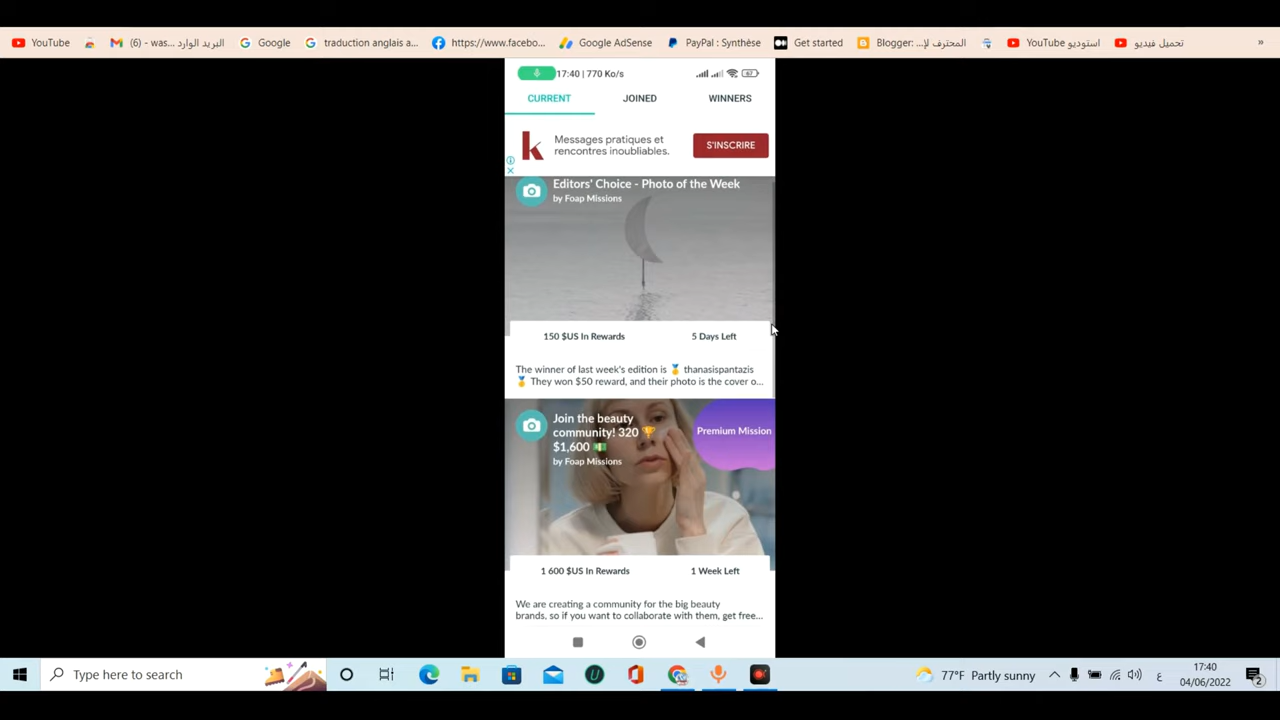 YouTube
(6) - was... البريد الوارد
Google
traduction anglais a...
https://www.facebo...
Google AdSense
PayPal : Synthèse
Get started
Blogger: المحترف لإ...
YouTube استوديو
تحميل فيديو
»
17:40 | 770 Ko/s
67
CURRENT
JOINED
WINNERS
k
Messages pratiques et
rencontres inoubliables.
S'INSCRIRE
Editors' Choice - Photo of the Week
by Foap Missions
150 $US In Rewards
5 Days Left
The winner of last week's edition is 🥇 thanasispantazis
🥇 They won $50 reward, and their photo is the cover o...
Join the beauty
community! 320 🏆
$1,600 💵
by Foap Missions
Premium Mission
1 600 $US In Rewards
1 Week Left
We are creating a community for the big beauty
brands, so if you want to collaborate with them, get free...
Type here to search
77°F Partly sunny
ع
17:40
04/06/2022
2